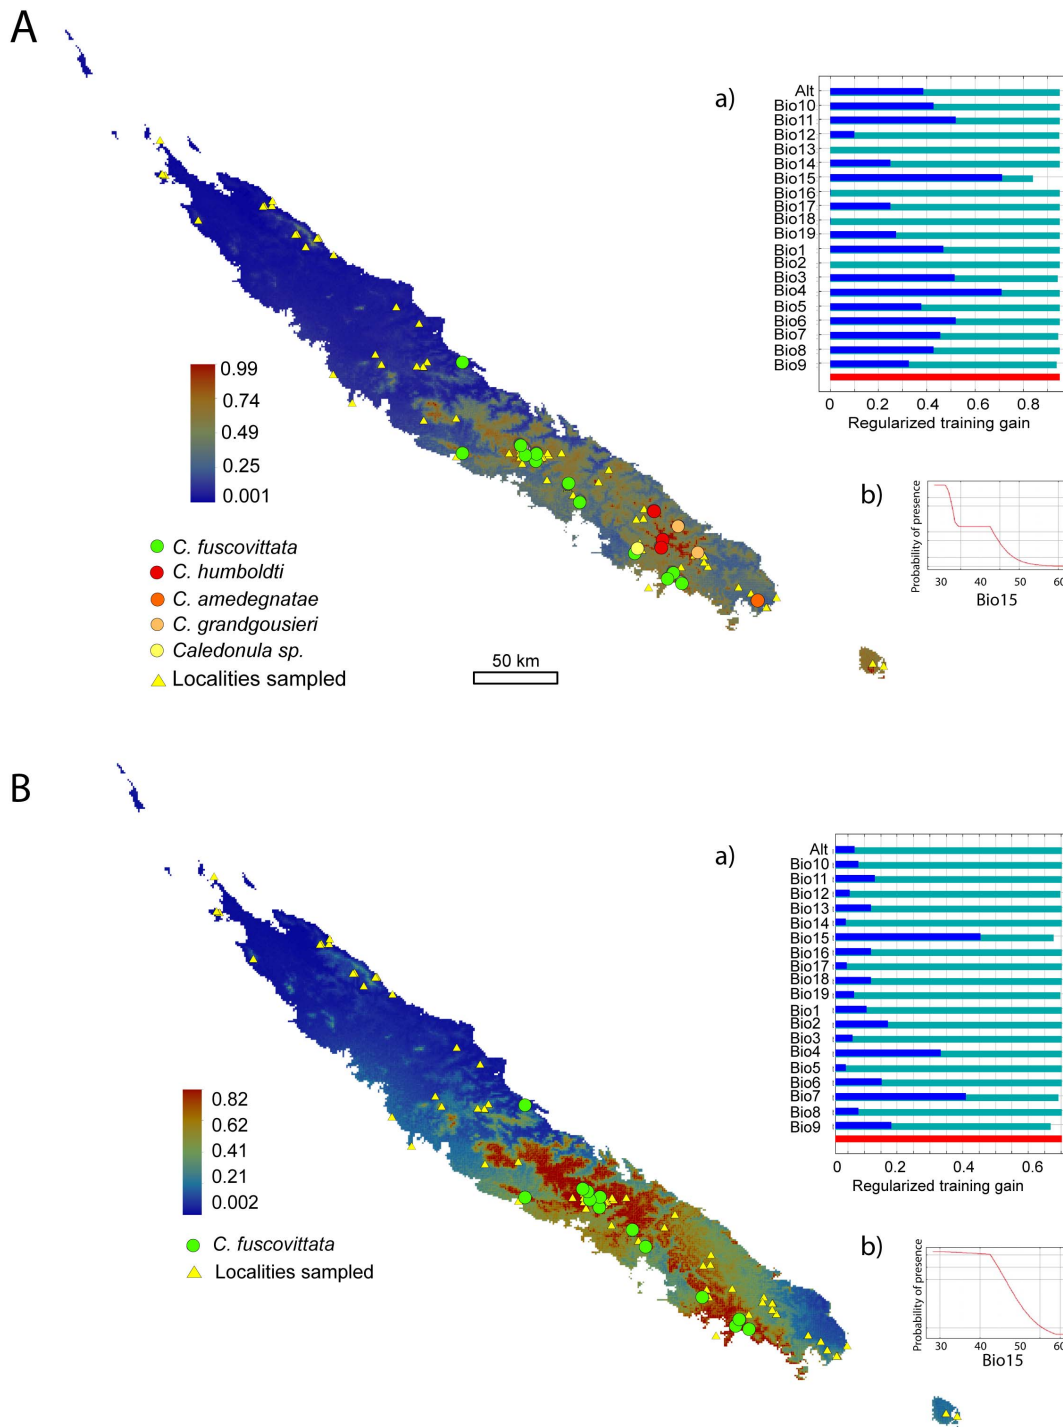 A
a)
Alt
Bio10
Bio11
Bio12
Bio13
Bio14
Bio15
Bio16
Bio17
Bio18
Bio19
Bio1
Bio2
Bio3
Bio4
Bio5
Bio6
Bio7
Bio8
Bio9
0 0.2 0.4 0.6 0.8
Regularized training gain
0.99
0.74
0.49
0.25
0.001
b)
Probability of presence
30 40 50 60
Bio15
C. fuscovittata
C. humboldti
C. amedegnatae
C. grandgousieri
Caledonula sp.
Localities sampled
50 km
B
a)
Alt
Bio10
Bio11
Bio12
Bio13
Bio14
Bio15
Bio16
Bio17
Bio18
Bio19
Bio1
Bio2
Bio3
Bio4
Bio5
Bio6
Bio7
Bio8
Bio9
0 0.2 0.4 0.6
Regularized training gain
0.82
0.62
0.41
0.21
0.002
C. fuscovittata
Localities sampled
b)
Probability of presence
30 40 50 60
Bio15